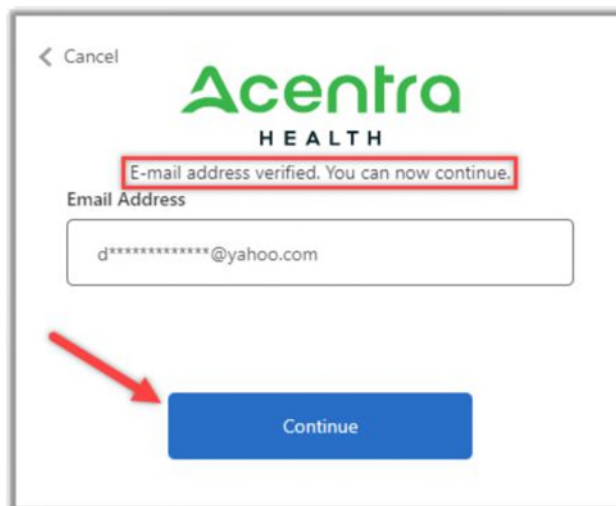 Cancel
Acentra
HEALTH
E-mail address verified. You can now continue.
Email Address
d*************@yahoo.com
Continue